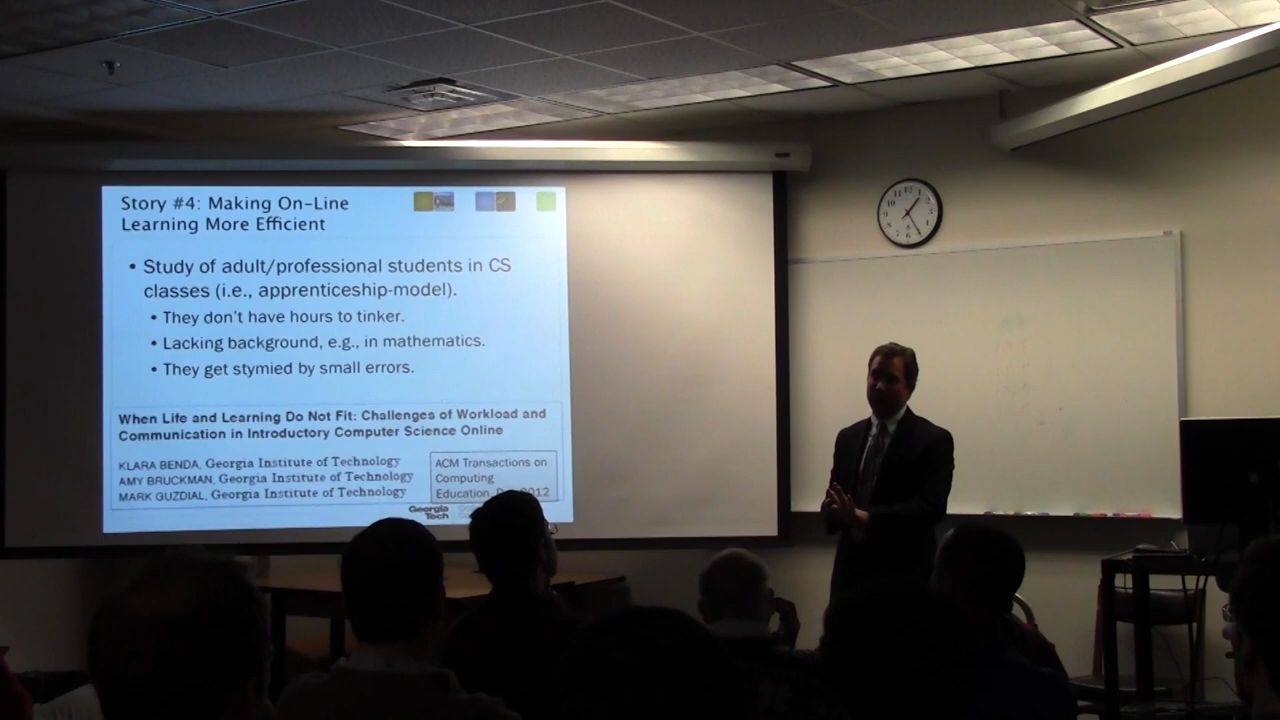 Story #4: Making On-Line
Learning More Efficient
• Study of adult/professional students in CS
classes (i.e., apprenticeship-model).
• They don't have hours to tinker.
• Lacking background, e.g., in mathematics.
• They get stymied by small errors.
When Life and Learning Do Not Fit: Challenges of Workload and
Communication in Introductory Computer Science Online
KLARA BENDA, Georgia Institute of Technology
AMY BRUCKMAN, Georgia Institute of Technology
MARK GUZDIAL, Georgia Institute of Technology
ACM Transactions on
Computing
Education, 2012
Georgia
Tech